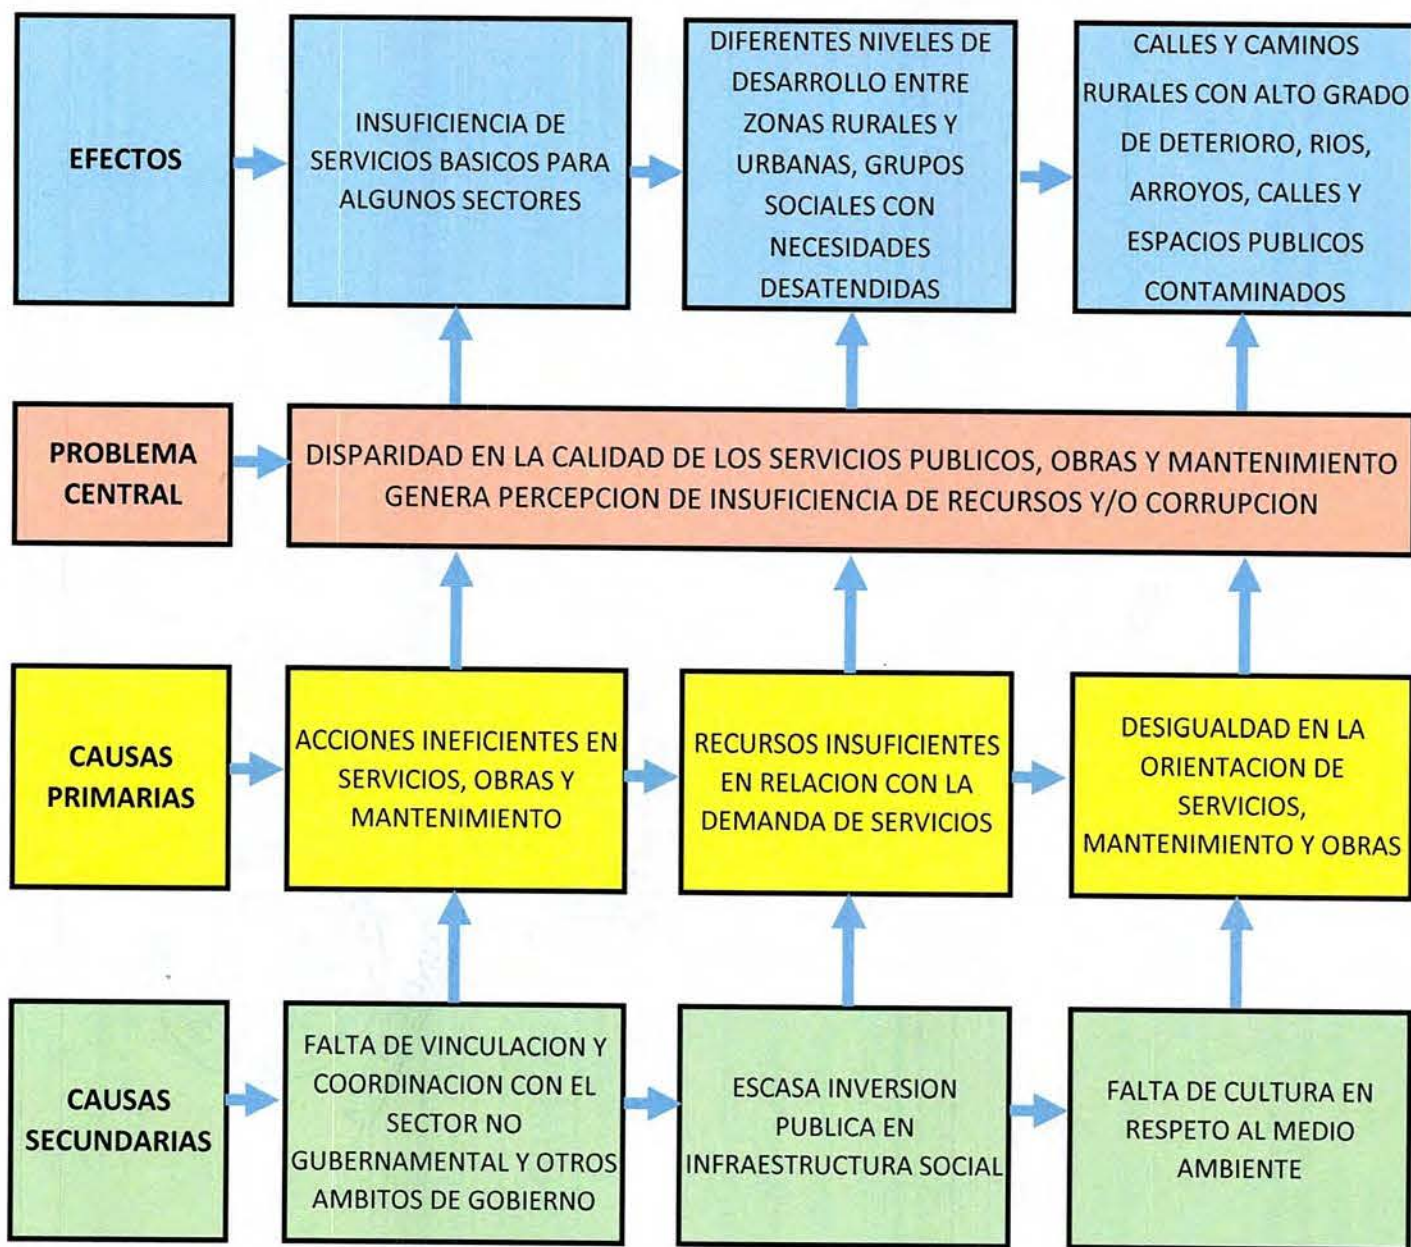 EFECTOS
INSUFICIENCIA DE
SERVICIOS BASICOS PARA
ALGUNOS SECTORES
DIFERENTES NIVELES DE
DESARROLLO ENTRE
ZONAS RURALES Y
URBANAS, GRUPOS
SOCIALES CON
NECESIDADES
DESATENDIDAS
CALLES Y CAMINOS
RURALES CON ALTO GRADO
DE DETERIORO, RIOS,
ARROYOS, CALLES Y
ESPACIOS PUBLICOS
CONTAMINADOS
PROBLEMA
CENTRAL
DISPARIDAD EN LA CALIDAD DE LOS SERVICIOS PUBLICOS, OBRAS Y MANTENIMIENTO
GENERA PERCEPCION DE INSUFICIENCIA DE RECURSOS Y/O CORRUPCION
CAUSAS
PRIMARIAS
ACCIONES INEFICIENTES EN
SERVICIOS, OBRAS Y
MANTENIMIENTO
RECURSOS INSUFICIENTES
EN RELACION CON LA
DEMANDA DE SERVICIOS
DESIGUALDAD EN LA
ORIENTACION DE
SERVICIOS,
MANTENIMIENTO Y OBRAS
CAUSAS
SECUNDARIAS
FALTA DE VINCULACION Y
COORDINACION CON EL
SECTOR NO
GUBERNAMENTAL Y OTROS
AMBITOS DE GOBIERNO
ESCASA INVERSION
PUBLICA EN
INFRAESTRUCTURA SOCIAL
FALTA DE CULTURA EN
RESPETO AL MEDIO
AMBIENTE